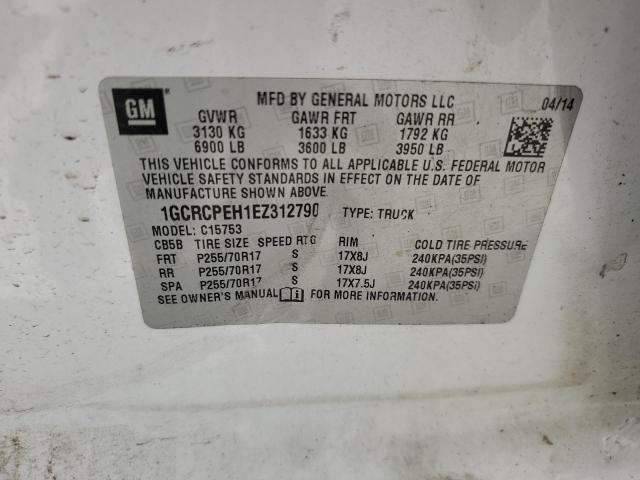 GM
MFD BY GENERAL MOTORS LLC 04/14
GVWR GAWR FRT GAWR RR
3130 KG 1633 KG 1792 KG
6900 LB 3600 LB 3950 LB
THIS VEHICLE CONFORMS TO ALL APPLICABLE U.S. FEDERAL MOTOR
VEHICLE SAFETY STANDARDS IN EFFECT ON THE DATE OF
MANUFACTURE SHOWN ABOVE.
1GCRCPEH1EZ312790 TYPE: TRUCK
MODEL: C15753
CB5B TIRE SIZE SPEED RTG RIM COLD TIRE PRESSURE
FRT P255/70R17 S 17X8J 240KPA(35PSI)
RR P255/70R17 S 17X8J 240KPA(35PSI)
SPA P255/70R17 S 17X7.5J 240KPA(35PSI)
SEE OWNER'S MANUAL FOR MORE INFORMATION.